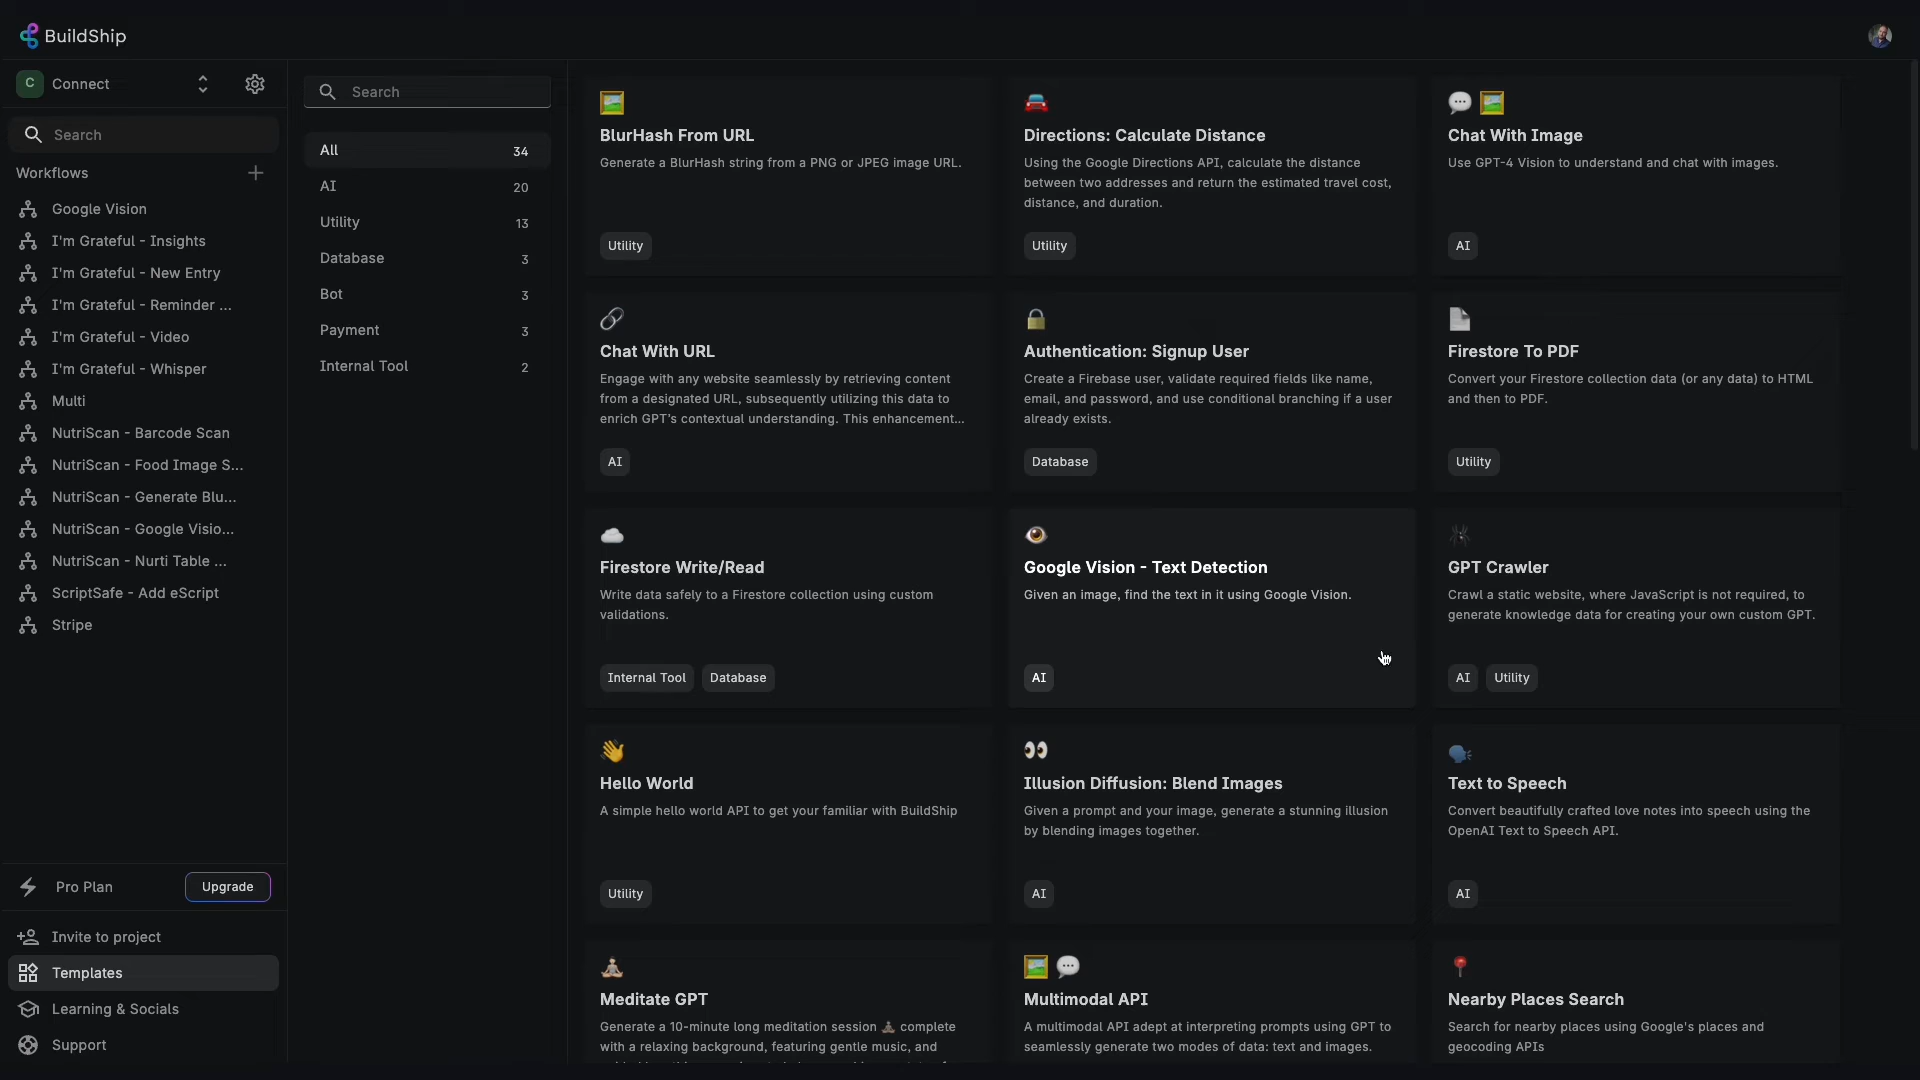 BuildShip
C Connect
Search
Workflows
Google Vision
I'm Grateful - Insights
I'm Grateful - New Entry
I'm Grateful - Reminder ...
I'm Grateful - Video
I'm Grateful - Whisper
Multi
NutriScan - Barcode Scan
NutriScan - Food Image S...
NutriScan - Generate Blu...
NutriScan - Google Visio...
NutriScan - Nurti Table ...
ScriptSafe - Add eScript
Stripe
Pro Plan
Upgrade
Invite to project
Templates
Learning & Socials
Support
Search
All 34
AI 20
Utility 13
Database 3
Bot 3
Payment 3
Internal Tool 2
BlurHash From URL
Generate a BlurHash string from a PNG or JPEG image URL.
Utility
Directions: Calculate Distance
Using the Google Directions API, calculate the distance
between two addresses and return the estimated travel cost,
distance, and duration.
Utility
Chat With Image
Use GPT-4 Vision to understand and chat with images.
AI
Chat With URL
Engage with any website seamlessly by retrieving content
from a designated URL, subsequently utilizing this data to
enrich GPT's contextual understanding. This enhancement...
AI
Authentication: Signup User
Create a Firebase user, validate required fields like name,
email, and password, and use conditional branching if a user
already exists.
Database
Firestore To PDF
Convert your Firestore collection data (or any data) to HTML
and then to PDF.
Utility
Firestore Write/Read
Write data safely to a Firestore collection using custom
validations.
Internal Tool Database
Google Vision - Text Detection
Given an image, find the text in it using Google Vision.
AI
GPT Crawler
Crawl a static website, where JavaScript is not required, to
generate knowledge data for creating your own custom GPT.
AI Utility
Hello World
A simple hello world API to get your familiar with BuildShip
Utility
Illusion Diffusion: Blend Images
Given a prompt and your image, generate a stunning illusion
by blending images together.
AI
Text to Speech
Convert beautifully crafted love notes into speech using the
OpenAI Text to Speech API.
AI
Meditate GPT
Generate a 10-minute long meditation session 🧘 complete
with a relaxing background, featuring gentle music, and
Multimodal API
A multimodal API adept at interpreting prompts using GPT to
seamlessly generate two modes of data: text and images.
Nearby Places Search
Search for nearby places using Google's places and
geocoding APIs